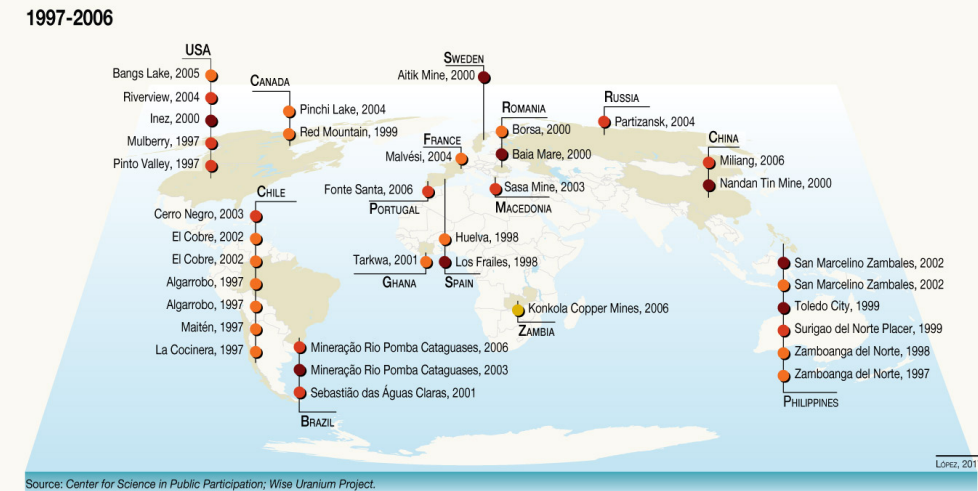 1997-2006
USA
Bangs Lake, 2005
Riverview, 2004
Inez, 2000
Mulberry, 1997
Pinto Valley, 1997
CANADA
Pinchi Lake, 2004
Red Mountain, 1999
SWEDEN
Aitik Mine, 2000
ROMANIA
Borsa, 2000
Baia Mare, 2000
FRANCE
Malvési, 2004
RUSSIA
Partizansk, 2004
CHINA
Miliang, 2006
Nandan Tin Mine, 2000
Fonte Santa, 2006
PORTUGAL
Sasa Mine, 2003
MACEDONIA
CHILE
Cerro Negro, 2003
El Cobre, 2002
El Cobre, 2002
Algarrobo, 1997
Algarrobo, 1997
Maitén, 1997
La Cocinera, 1997
Huelva, 1998
Los Frailes, 1998
SPAIN
Tarkwa, 2001
GHANA
Konkola Copper Mines, 2006
ZAMBIA
San Marcelino Zambales, 2002
San Marcelino Zambales, 2002
Toledo City, 1999
Surigao del Norte Placer, 1999
Zamboanga del Norte, 1998
Zamboanga del Norte, 1997
PHILIPPINES
Mineração Rio Pomba Cataguases, 2006
Mineração Rio Pomba Cataguases, 2003
Sebastião das Águas Claras, 2001
BRAZIL
LÓPEZ,
Source: Center for Science in Public Participation; Wise Uranium Project.